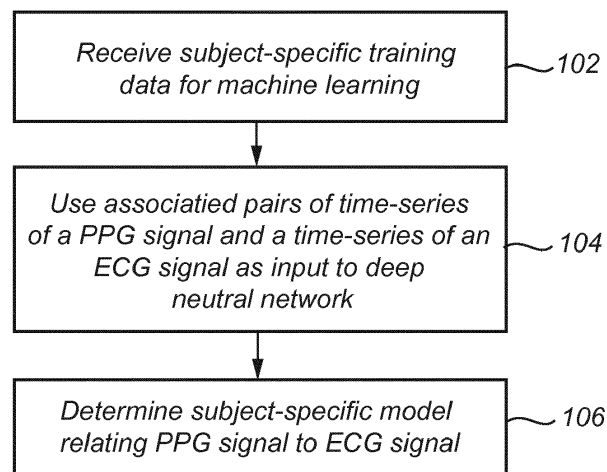 Receive subject-specific training
data for machine learning
102
Use associatied pairs of time-series
of a PPG signal and a time-series of an
ECG signal as input to deep
neutral network
104
Determine subject-specific model
relating PPG signal to ECG signal
106